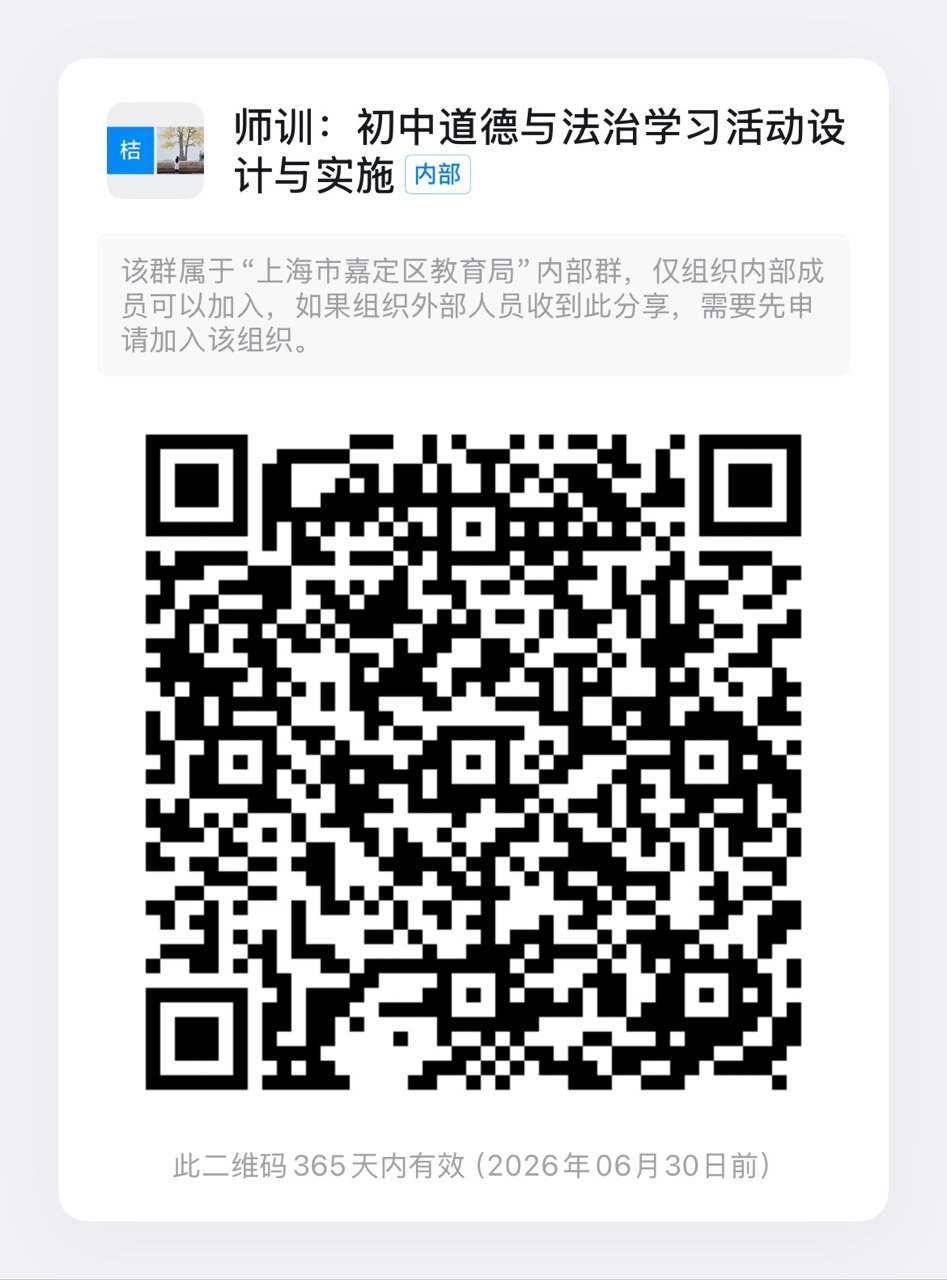 桔
师训：初中道德与法治学习活动设
计与实施 内部
该群属于“上海市嘉定区教育局”内部群，仅组织内部成
员可以加入，如果组织外部人员收到此分享，需要先申
请加入该组织。
此二维码365天内有效（2026年06月30日前）